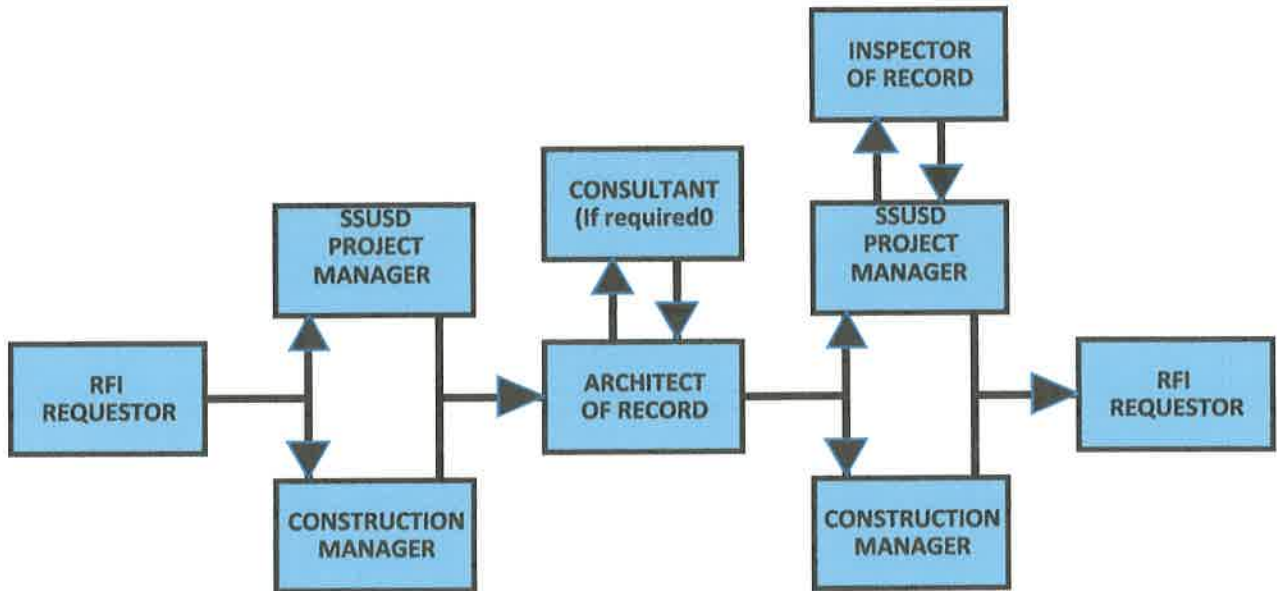 INSPECTOR
OF RECORD
CONSULTANT
(If required0
SSUSD
PROJECT
MANAGER
SSUSD
PROJECT
MANAGER
RFI
REQUESTOR
ARCHITECT
OF RECORD
RFI
REQUESTOR
CONSTRUCTION
MANAGER
CONSTRUCTION
MANAGER